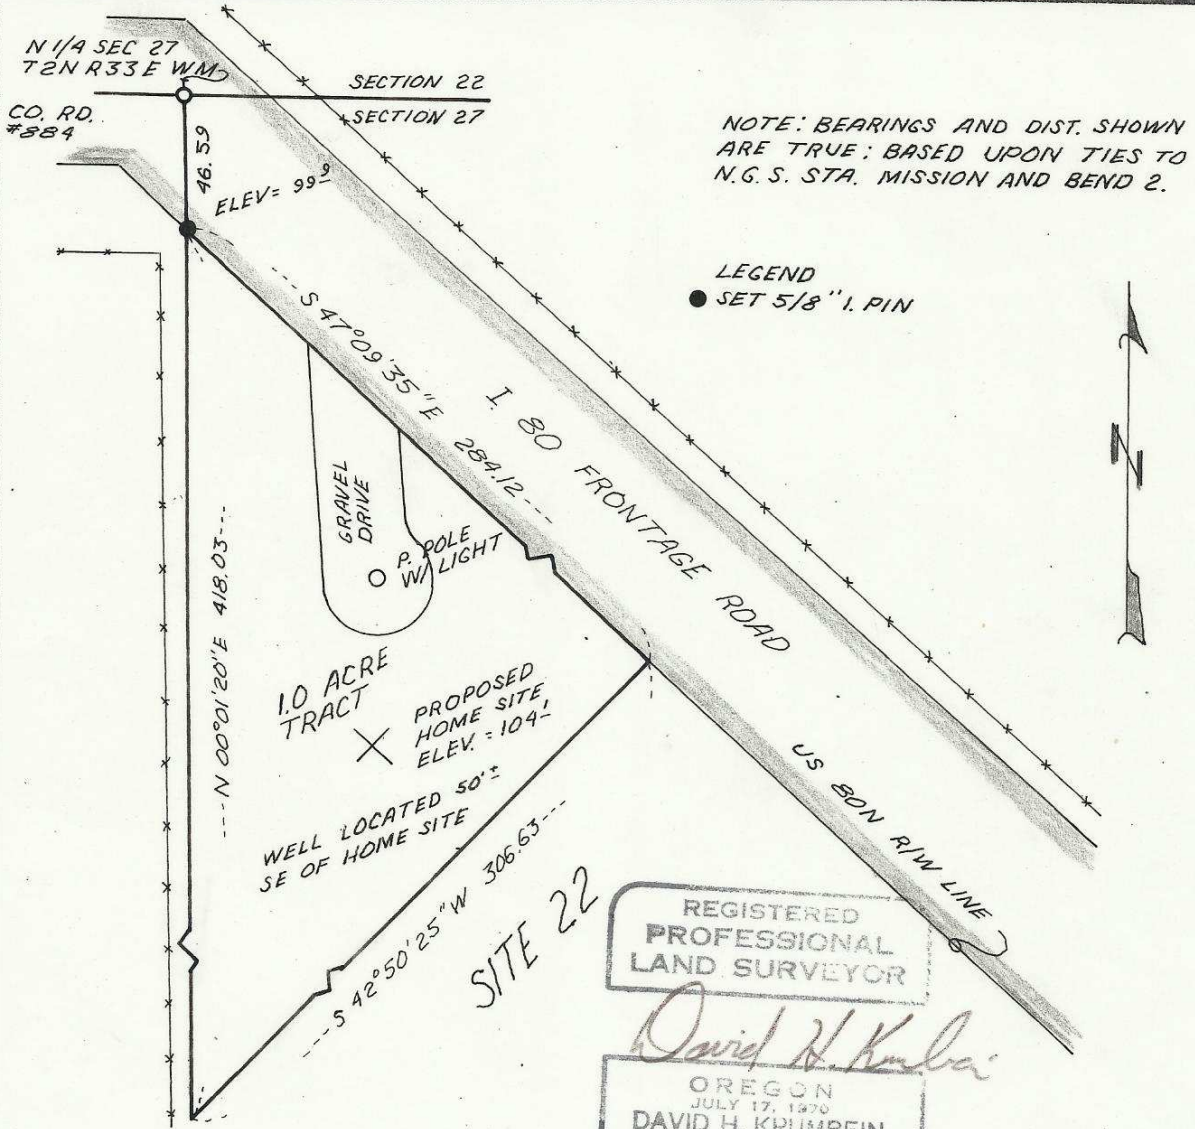 N 1/4 SEC 27
T2N R33E WM
SECTION 22
SECTION 27
CO. RD.
#884
46.59
ELEV= 99.9
NOTE: BEARINGS AND DIST. SHOWN
ARE TRUE: BASED UPON TIES TO
N.G.S. STA. MISSION AND BEND 2.
LEGEND
● SET 5/8" I. PIN
N
S 47°09'35"E 284.12
I. 80 FRONTAGE ROAD
GRAVEL
DRIVE
P. POLE
W/ LIGHT
N 00°01'20"E 418.03
1.0 ACRE
TRACT
PROPOSED
HOME SITE
ELEV. = 104'
WELL LOCATED 50'±
SE OF HOME SITE
S 42°50'25"W 306.63
SITE 22
US 80N R/W LINE
REGISTERED
PROFESSIONAL
LAND SURVEYOR
David H. Krumbein
OREGON
JULY 17, 1970
DAVID H. KRUMBEIN